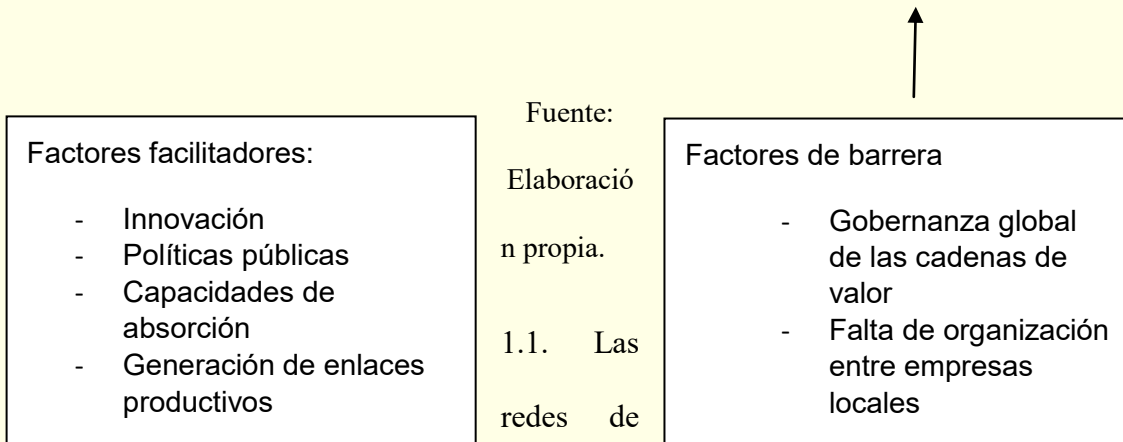 Factores facilitadores:
- Innovación
- Políticas públicas
- Capacidades de
absorción
- Generación de enlaces
productivos
Fuente:
Elaboració
n propia.
1.1. Las
redes de
Factores de barrera
- Gobernanza global
de las cadenas de
valor
- Falta de organización
entre empresas
locales